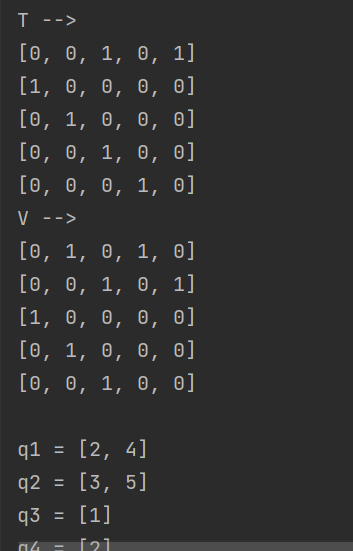 T -->
[0, 0, 1, 0, 1]
[1, 0, 0, 0, 0]
[0, 1, 0, 0, 0]
[0, 0, 1, 0, 0]
[0, 0, 0, 1, 0]
V -->
[0, 1, 0, 1, 0]
[0, 0, 1, 0, 1]
[1, 0, 0, 0, 0]
[0, 1, 0, 0, 0]
[0, 0, 1, 0, 0]
q1 = [2, 4]
q2 = [3, 5]
q3 = [1]
q4 = [2]